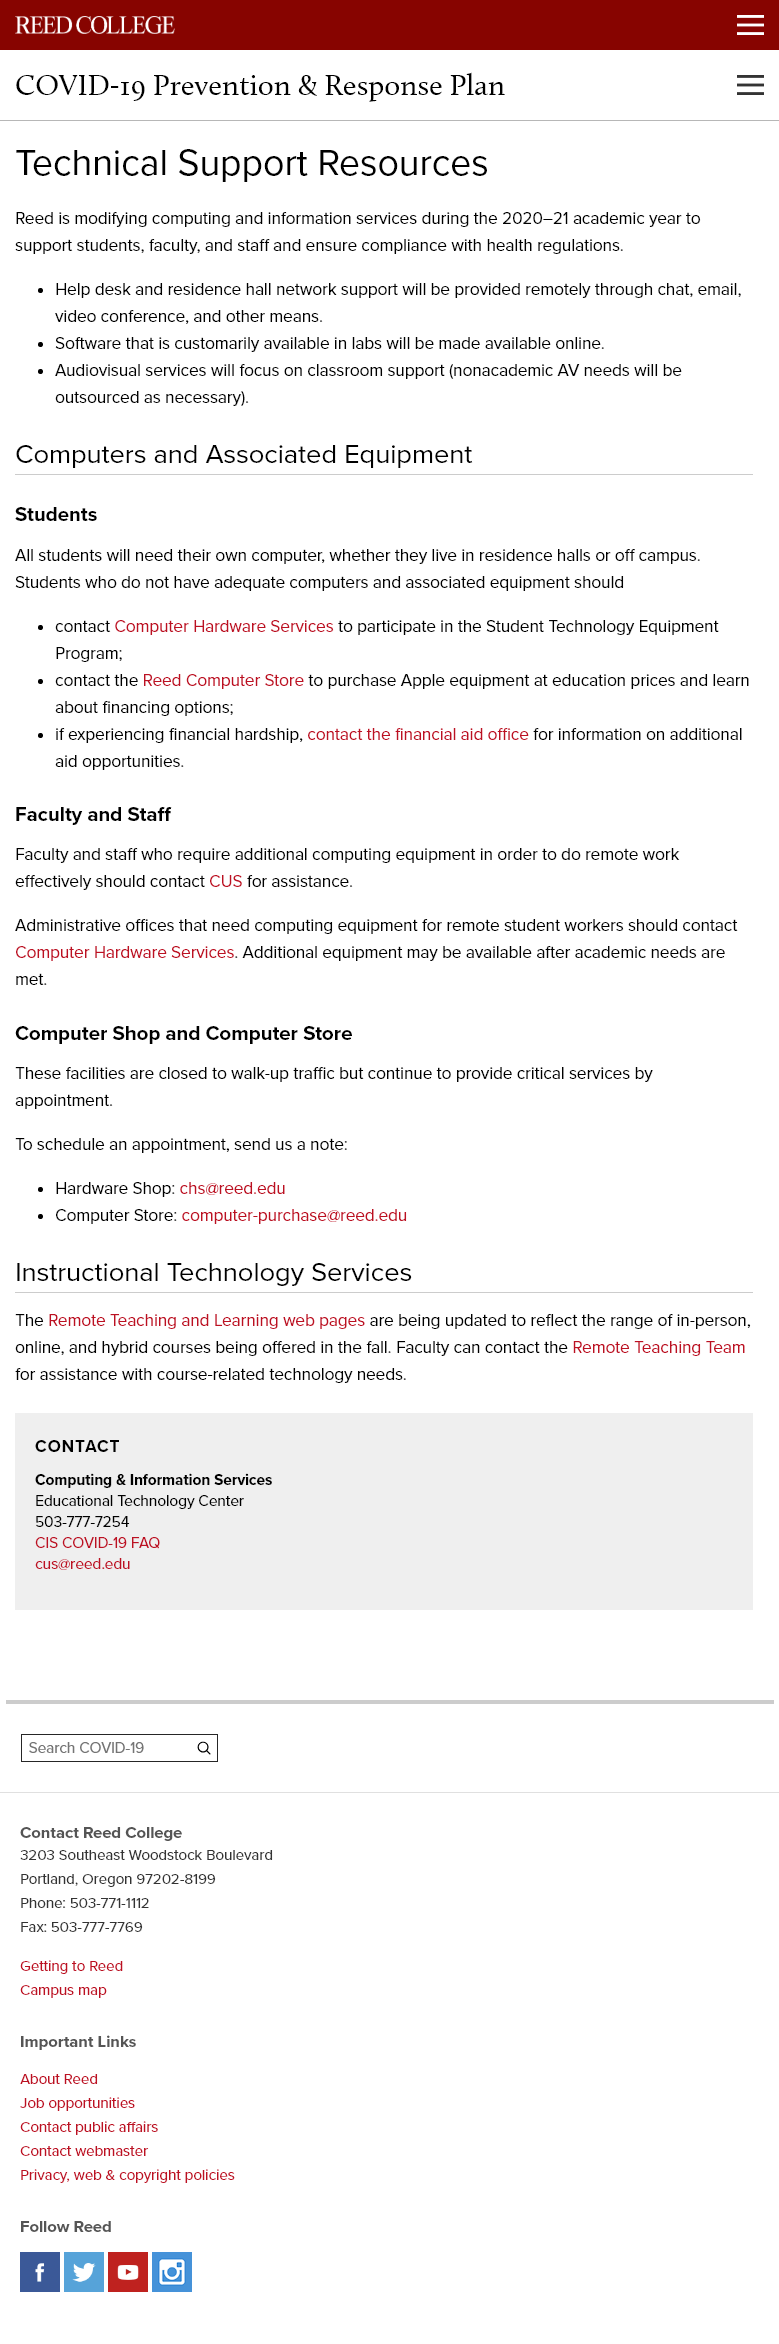 REED COLLEGE
COVID-19 Prevention & Response Plan
Technical Support Resources
Reed is modifying computing and information services during the 2020–21 academic year to
support students, faculty, and staff and ensure compliance with health regulations.
• Help desk and residence hall network support will be provided remotely through chat, email,
video conference, and other means.
• Software that is customarily available in labs will be made available online.
• Audiovisual services will focus on classroom support (nonacademic AV needs will be
outsourced as necessary).
Computers and Associated Equipment
Students
All students will need their own computer, whether they live in residence halls or off campus.
Students who do not have adequate computers and associated equipment should
• contact Computer Hardware Services to participate in the Student Technology Equipment
Program;
• contact the Reed Computer Store to purchase Apple equipment at education prices and learn
about financing options;
• if experiencing financial hardship, contact the financial aid office for information on additional
aid opportunities.
Faculty and Staff
Faculty and staff who require additional computing equipment in order to do remote work
effectively should contact CUS for assistance.
Administrative offices that need computing equipment for remote student workers should contact
Computer Hardware Services. Additional equipment may be available after academic needs are
met.
Computer Shop and Computer Store
These facilities are closed to walk-up traffic but continue to provide critical services by
appointment.
To schedule an appointment, send us a note:
• Hardware Shop: chs@reed.edu
• Computer Store: computer-purchase@reed.edu
Instructional Technology Services
The Remote Teaching and Learning web pages are being updated to reflect the range of in-person,
online, and hybrid courses being offered in the fall. Faculty can contact the Remote Teaching Team
for assistance with course-related technology needs.
CONTACT
Computing & Information Services
Educational Technology Center
503-777-7254
CIS COVID-19 FAQ
cus@reed.edu
Search COVID-19
Contact Reed College
3203 Southeast Woodstock Boulevard
Portland, Oregon 97202-8199
Phone: 503-771-1112
Fax: 503-777-7769
Getting to Reed
Campus map
Important Links
About Reed
Job opportunities
Contact public affairs
Contact webmaster
Privacy, web & copyright policies
Follow Reed